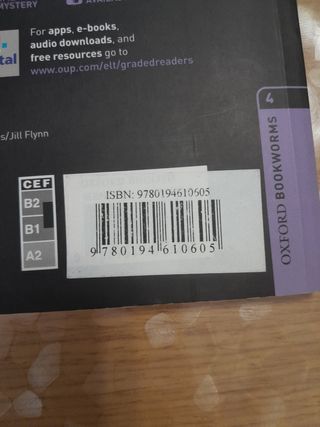 MYSTERY
For apps, e-books,
audio downloads, and
free resources go to
www.oup.com/elt/gradedreaders
tal
s/Jill Flynn
4
OXFORD BOOKWORMS
CEF
B2
B1
A2
ISBN: 9780194610605
9 780194 610605